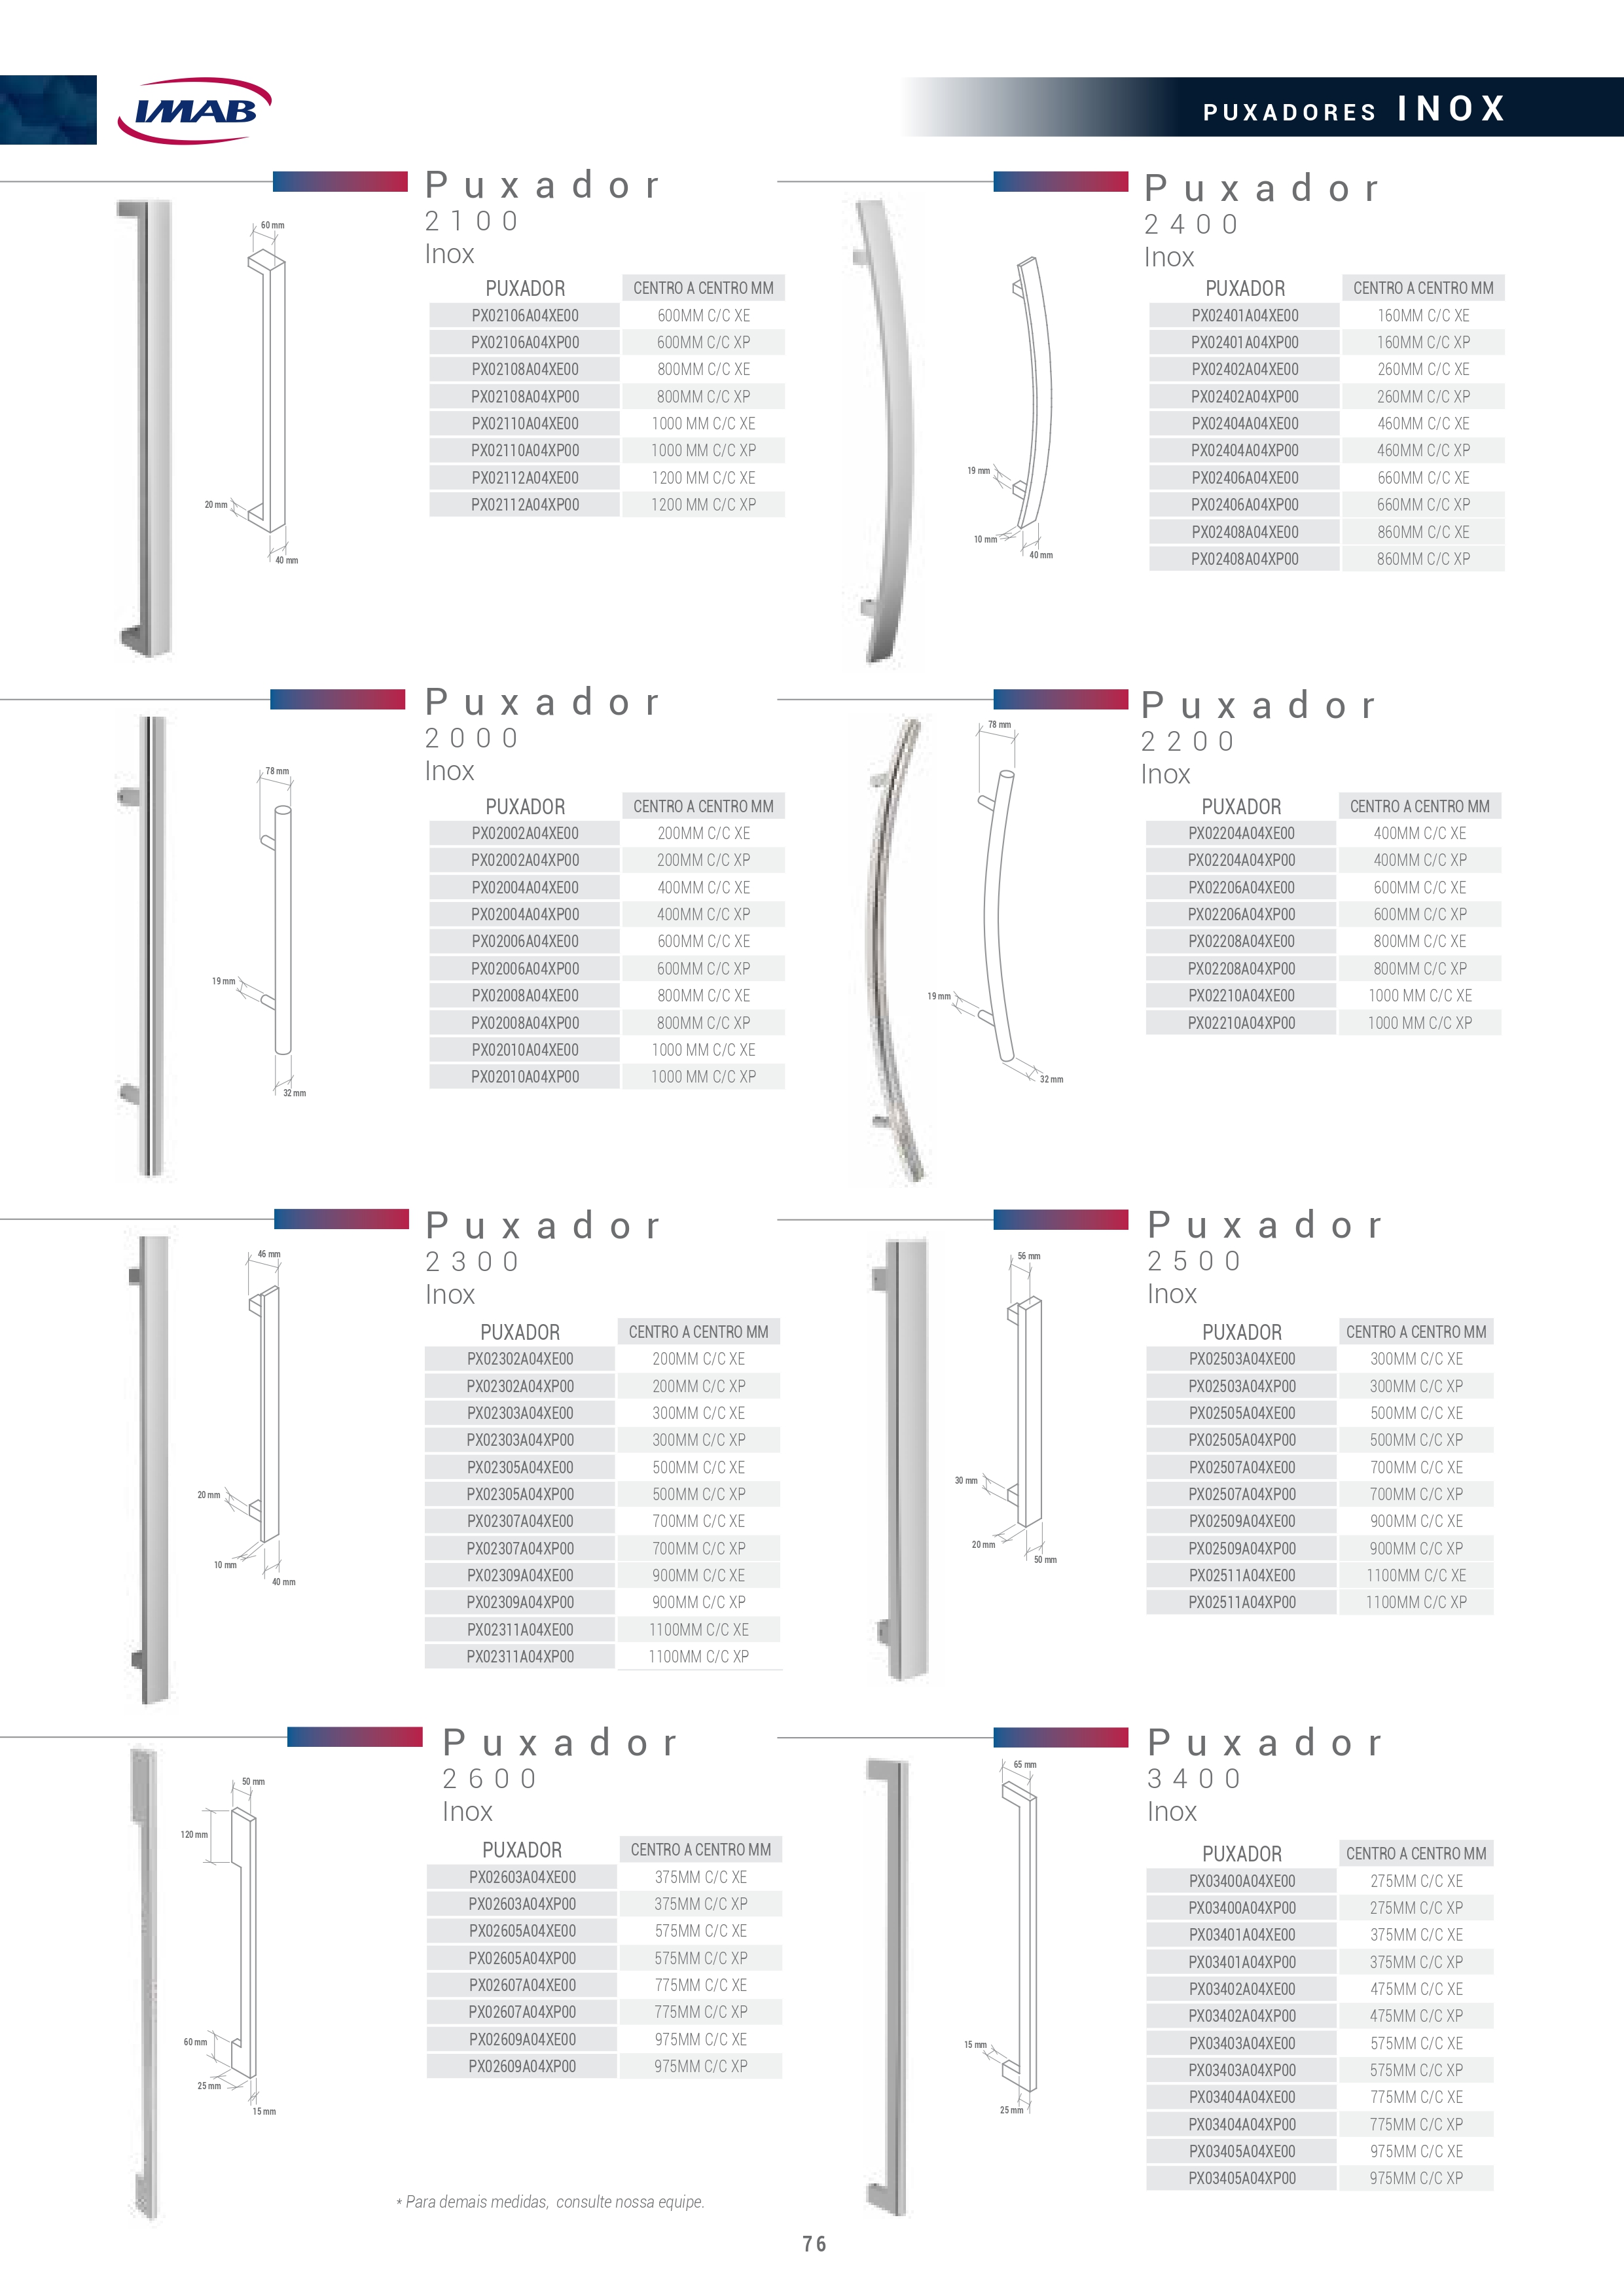 IMAB
PUXADORES INOX
Puxador
2100
Inox
60 mm
20 mm
40 mm
PUXADOR CENTRO A CENTRO MM
PX02106A04XE00 600MM C/C XE
PX02106A04XP00 600MM C/C XP
PX02108A04XE00 800MM C/C XE
PX02108A04XP00 800MM C/C XP
PX02110A04XE00 1000 MM C/C XE
PX02110A04XP00 1000 MM C/C XP
PX02112A04XE00 1200 MM C/C XE
PX02112A04XP00 1200 MM C/C XP
Puxador
2400
Inox
19 mm
10 mm
40 mm
PUXADOR CENTRO A CENTRO MM
PX02401A04XE00 160MM C/C XE
PX02401A04XP00 160MM C/C XP
PX02402A04XE00 260MM C/C XE
PX02402A04XP00 260MM C/C XP
PX02404A04XE00 460MM C/C XE
PX02404A04XP00 460MM C/C XP
PX02406A04XE00 660MM C/C XE
PX02406A04XP00 660MM C/C XP
PX02408A04XE00 860MM C/C XE
PX02408A04XP00 860MM C/C XP
Puxador
2000
Inox
78 mm
19 mm
32 mm
PUXADOR CENTRO A CENTRO MM
PX02002A04XE00 200MM C/C XE
PX02002A04XP00 200MM C/C XP
PX02004A04XE00 400MM C/C XE
PX02004A04XP00 400MM C/C XP
PX02006A04XE00 600MM C/C XE
PX02006A04XP00 600MM C/C XP
PX02008A04XE00 800MM C/C XE
PX02008A04XP00 800MM C/C XP
PX02010A04XE00 1000 MM C/C XE
PX02010A04XP00 1000 MM C/C XP
Puxador
2200
Inox
78 mm
19 mm
32 mm
PUXADOR CENTRO A CENTRO MM
PX02204A04XE00 400MM C/C XE
PX02204A04XP00 400MM C/C XP
PX02206A04XE00 600MM C/C XE
PX02206A04XP00 600MM C/C XP
PX02208A04XE00 800MM C/C XE
PX02208A04XP00 800MM C/C XP
PX02210A04XE00 1000 MM C/C XE
PX02210A04XP00 1000 MM C/C XP
Puxador
2300
Inox
46 mm
20 mm
10 mm
40 mm
PUXADOR CENTRO A CENTRO MM
PX02302A04XE00 200MM C/C XE
PX02302A04XP00 200MM C/C XP
PX02303A04XE00 300MM C/C XE
PX02303A04XP00 300MM C/C XP
PX02305A04XE00 500MM C/C XE
PX02305A04XP00 500MM C/C XP
PX02307A04XE00 700MM C/C XE
PX02307A04XP00 700MM C/C XP
PX02309A04XE00 900MM C/C XE
PX02309A04XP00 900MM C/C XP
PX02311A04XE00 1100MM C/C XE
PX02311A04XP00 1100MM C/C XP
Puxador
2500
Inox
56 mm
30 mm
20 mm
50 mm
PUXADOR CENTRO A CENTRO MM
PX02503A04XE00 300MM C/C XE
PX02503A04XP00 300MM C/C XP
PX02505A04XE00 500MM C/C XE
PX02505A04XP00 500MM C/C XP
PX02507A04XE00 700MM C/C XE
PX02507A04XP00 700MM C/C XP
PX02509A04XE00 900MM C/C XE
PX02509A04XP00 900MM C/C XP
PX02511A04XE00 1100MM C/C XE
PX02511A04XP00 1100MM C/C XP
Puxador
2600
Inox
50 mm
120 mm
60 mm
25 mm
15 mm
PUXADOR CENTRO A CENTRO MM
PX02603A04XE00 375MM C/C XE
PX02603A04XP00 375MM C/C XP
PX02605A04XE00 575MM C/C XE
PX02605A04XP00 575MM C/C XP
PX02607A04XE00 775MM C/C XE
PX02607A04XP00 775MM C/C XP
PX02609A04XE00 975MM C/C XE
PX02609A04XP00 975MM C/C XP
Puxador
3400
Inox
65 mm
15 mm
25 mm
PUXADOR CENTRO A CENTRO MM
PX03400A04XE00 275MM C/C XE
PX03400A04XP00 275MM C/C XP
PX03401A04XE00 375MM C/C XE
PX03401A04XP00 375MM C/C XP
PX03402A04XE00 475MM C/C XE
PX03402A04XP00 475MM C/C XP
PX03403A04XE00 575MM C/C XE
PX03403A04XP00 575MM C/C XP
PX03404A04XE00 775MM C/C XE
PX03404A04XP00 775MM C/C XP
PX03405A04XE00 975MM C/C XE
PX03405A04XP00 975MM C/C XP
* Para demais medidas, consulte nossa equipe.
76